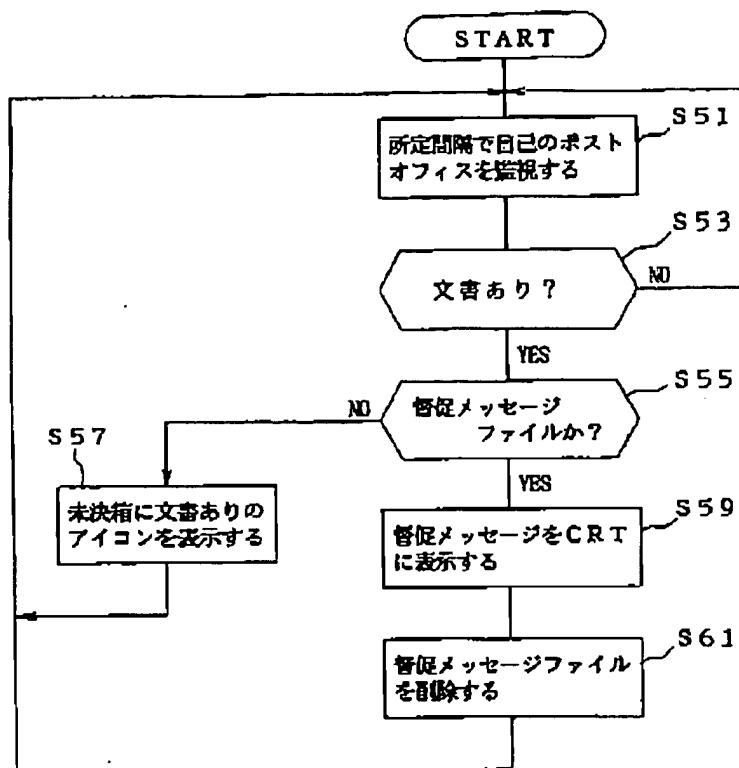 START
S51
所定間隔で自己のポスト
オフィスを監視する
S53
文書あり?
NO
YES
S55
督促メッセージ
ファイルか?
NO
S57
未決箱に文書ありの
アイコンを表示する
YES
S59
督促メッセージをCRT
に表示する
S61
督促メッセージファイル
を削除する